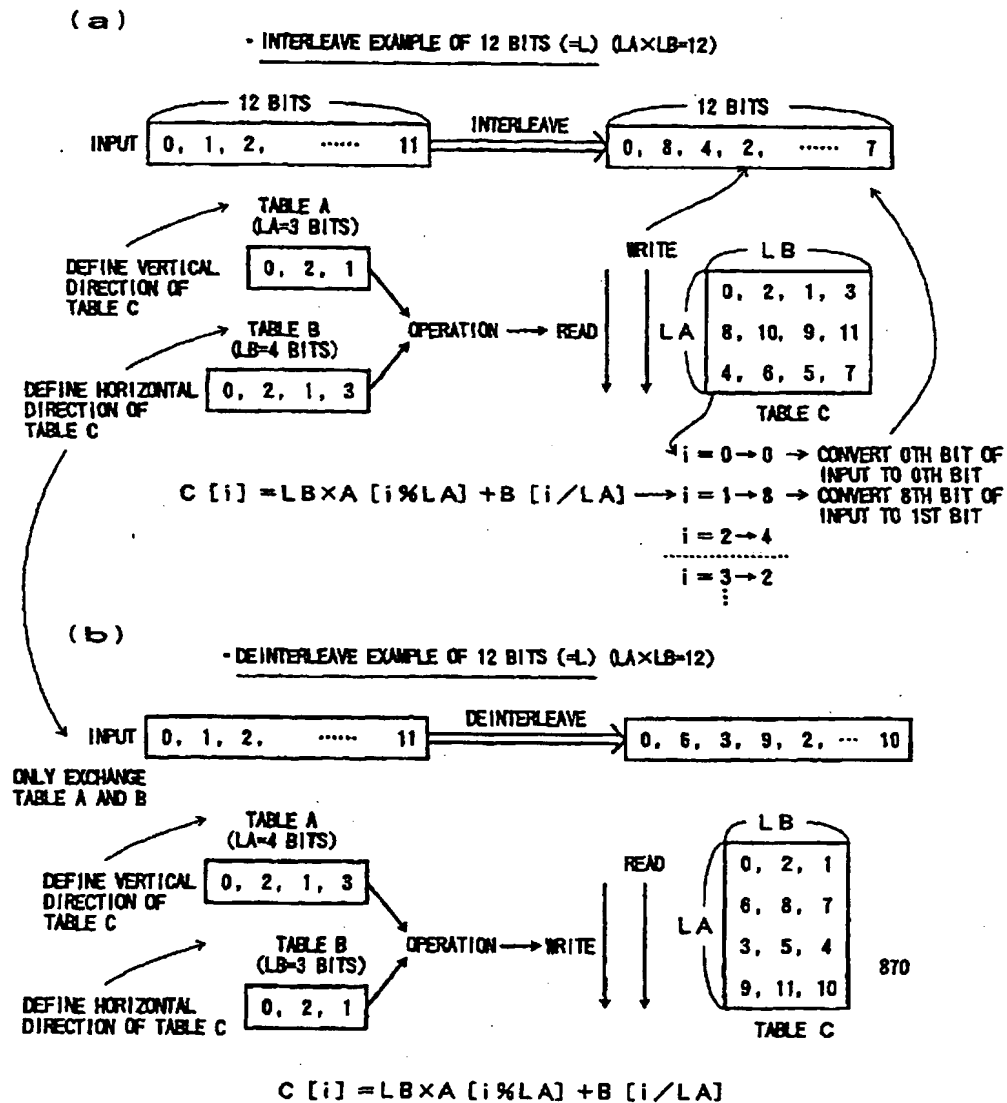 (a)
- INTERLEAVE EXAMPLE OF 12 BITS (=L) (LA×LB=12)
12 BITS
12 BITS
INPUT
0, 1, 2, ······ 11
INTERLEAVE
0, 8, 4, 2, ······ 7
TABLE A
(LA=3 BITS)
0, 2, 1
DEFINE VERTICAL
DIRECTION OF
TABLE C
TABLE B
(LB=4 BITS)
0, 2, 1, 3
DEFINE HORIZONTAL
DIRECTION OF
TABLE C
OPERATION
READ
WRITE
LB
LA
0, 2, 1, 3
8, 10, 9, 11
4, 6, 5, 7
TABLE C
C [i] =LB×A [i%LA] +B [i/LA]
i = 0→0 → CONVERT 0TH BIT OF
INPUT TO 0TH BIT
i = 1→8 → CONVERT 8TH BIT OF
INPUT TO 1ST BIT
i = 2→4
i = 3→2
⋮
(b)
- DEINTERLEAVE EXAMPLE OF 12 BITS (=L) (LA×LB=12)
INPUT
0, 1, 2, ······ 11
DEINTERLEAVE
0, 6, 3, 9, 2, ··· 10
ONLY EXCHANGE
TABLE A AND B
TABLE A
(LA=4 BITS)
0, 2, 1, 3
DEFINE VERTICAL
DIRECTION OF
TABLE C
TABLE B
(LB=3 BITS)
0, 2, 1
DEFINE HORIZONTAL
DIRECTION OF TABLE C
OPERATION
WRITE
READ
LB
LA
0, 2, 1
6, 8, 7
3, 5, 4
9, 11, 10
TABLE C
870
C [i] =LB×A [i%LA] +B [i/LA]